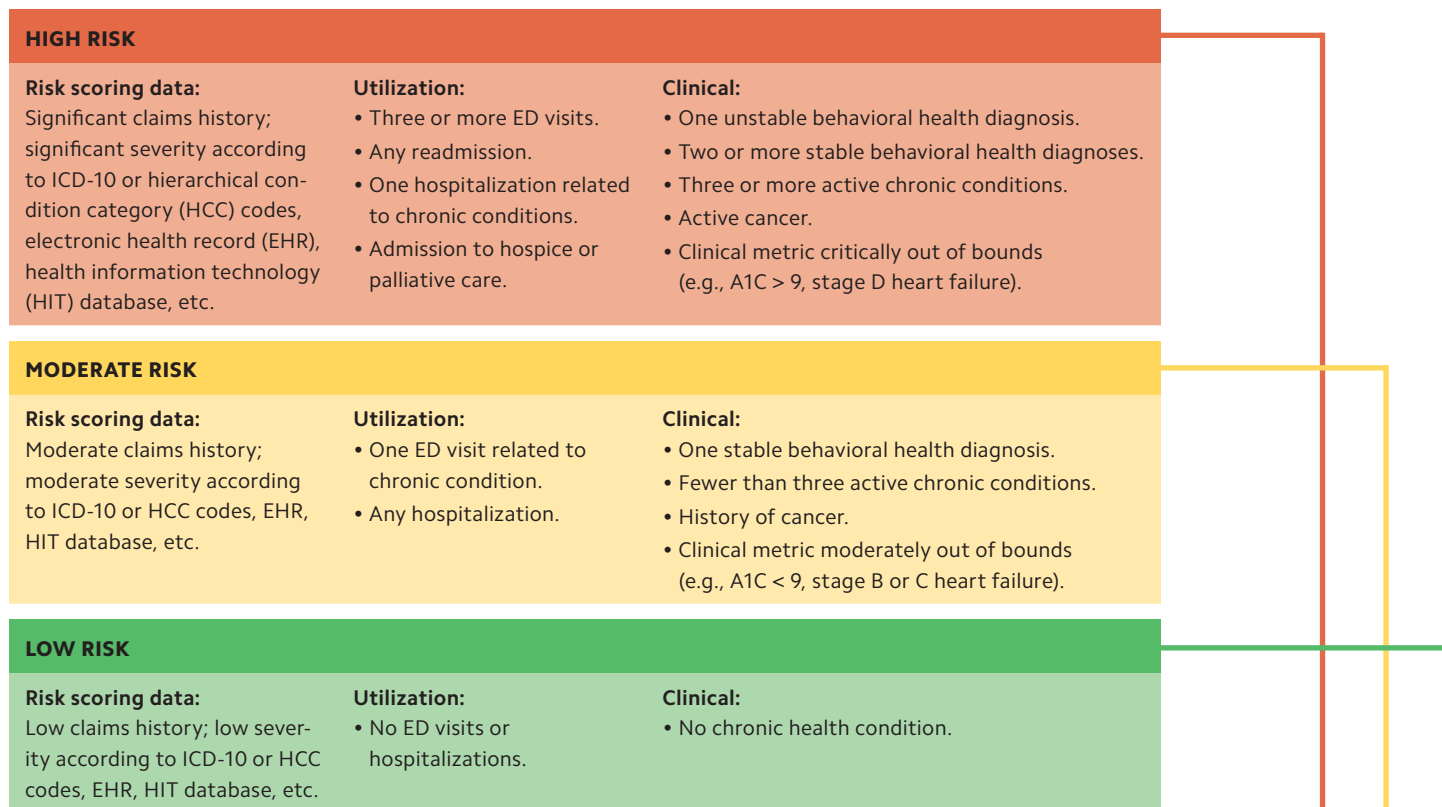 HIGH RISK
Risk scoring data:
Significant claims history;
significant severity according
to ICD-10 or hierarchical con-
dition category (HCC) codes,
electronic health record (EHR),
health information technology
(HIT) database, etc.
Utilization:
• Three or more ED visits.
• Any readmission.
• One hospitalization related
to chronic conditions.
• Admission to hospice or
palliative care.
Clinical:
• One unstable behavioral health diagnosis.
• Two or more stable behavioral health diagnoses.
• Three or more active chronic conditions.
• Active cancer.
• Clinical metric critically out of bounds
(e.g., A1C > 9, stage D heart failure).
MODERATE RISK
Risk scoring data:
Moderate claims history;
moderate severity according
to ICD-10 or HCC codes, EHR,
HIT database, etc.
Utilization:
• One ED visit related to
chronic condition.
• Any hospitalization.
Clinical:
• One stable behavioral health diagnosis.
• Fewer than three active chronic conditions.
• History of cancer.
• Clinical metric moderately out of bounds
(e.g., A1C < 9, stage B or C heart failure).
LOW RISK
Risk scoring data:
Low claims history; low sever-
ity according to ICD-10 or HCC
codes, EHR, HIT database, etc.
Utilization:
• No ED visits or
hospitalizations.
Clinical:
• No chronic health condition.